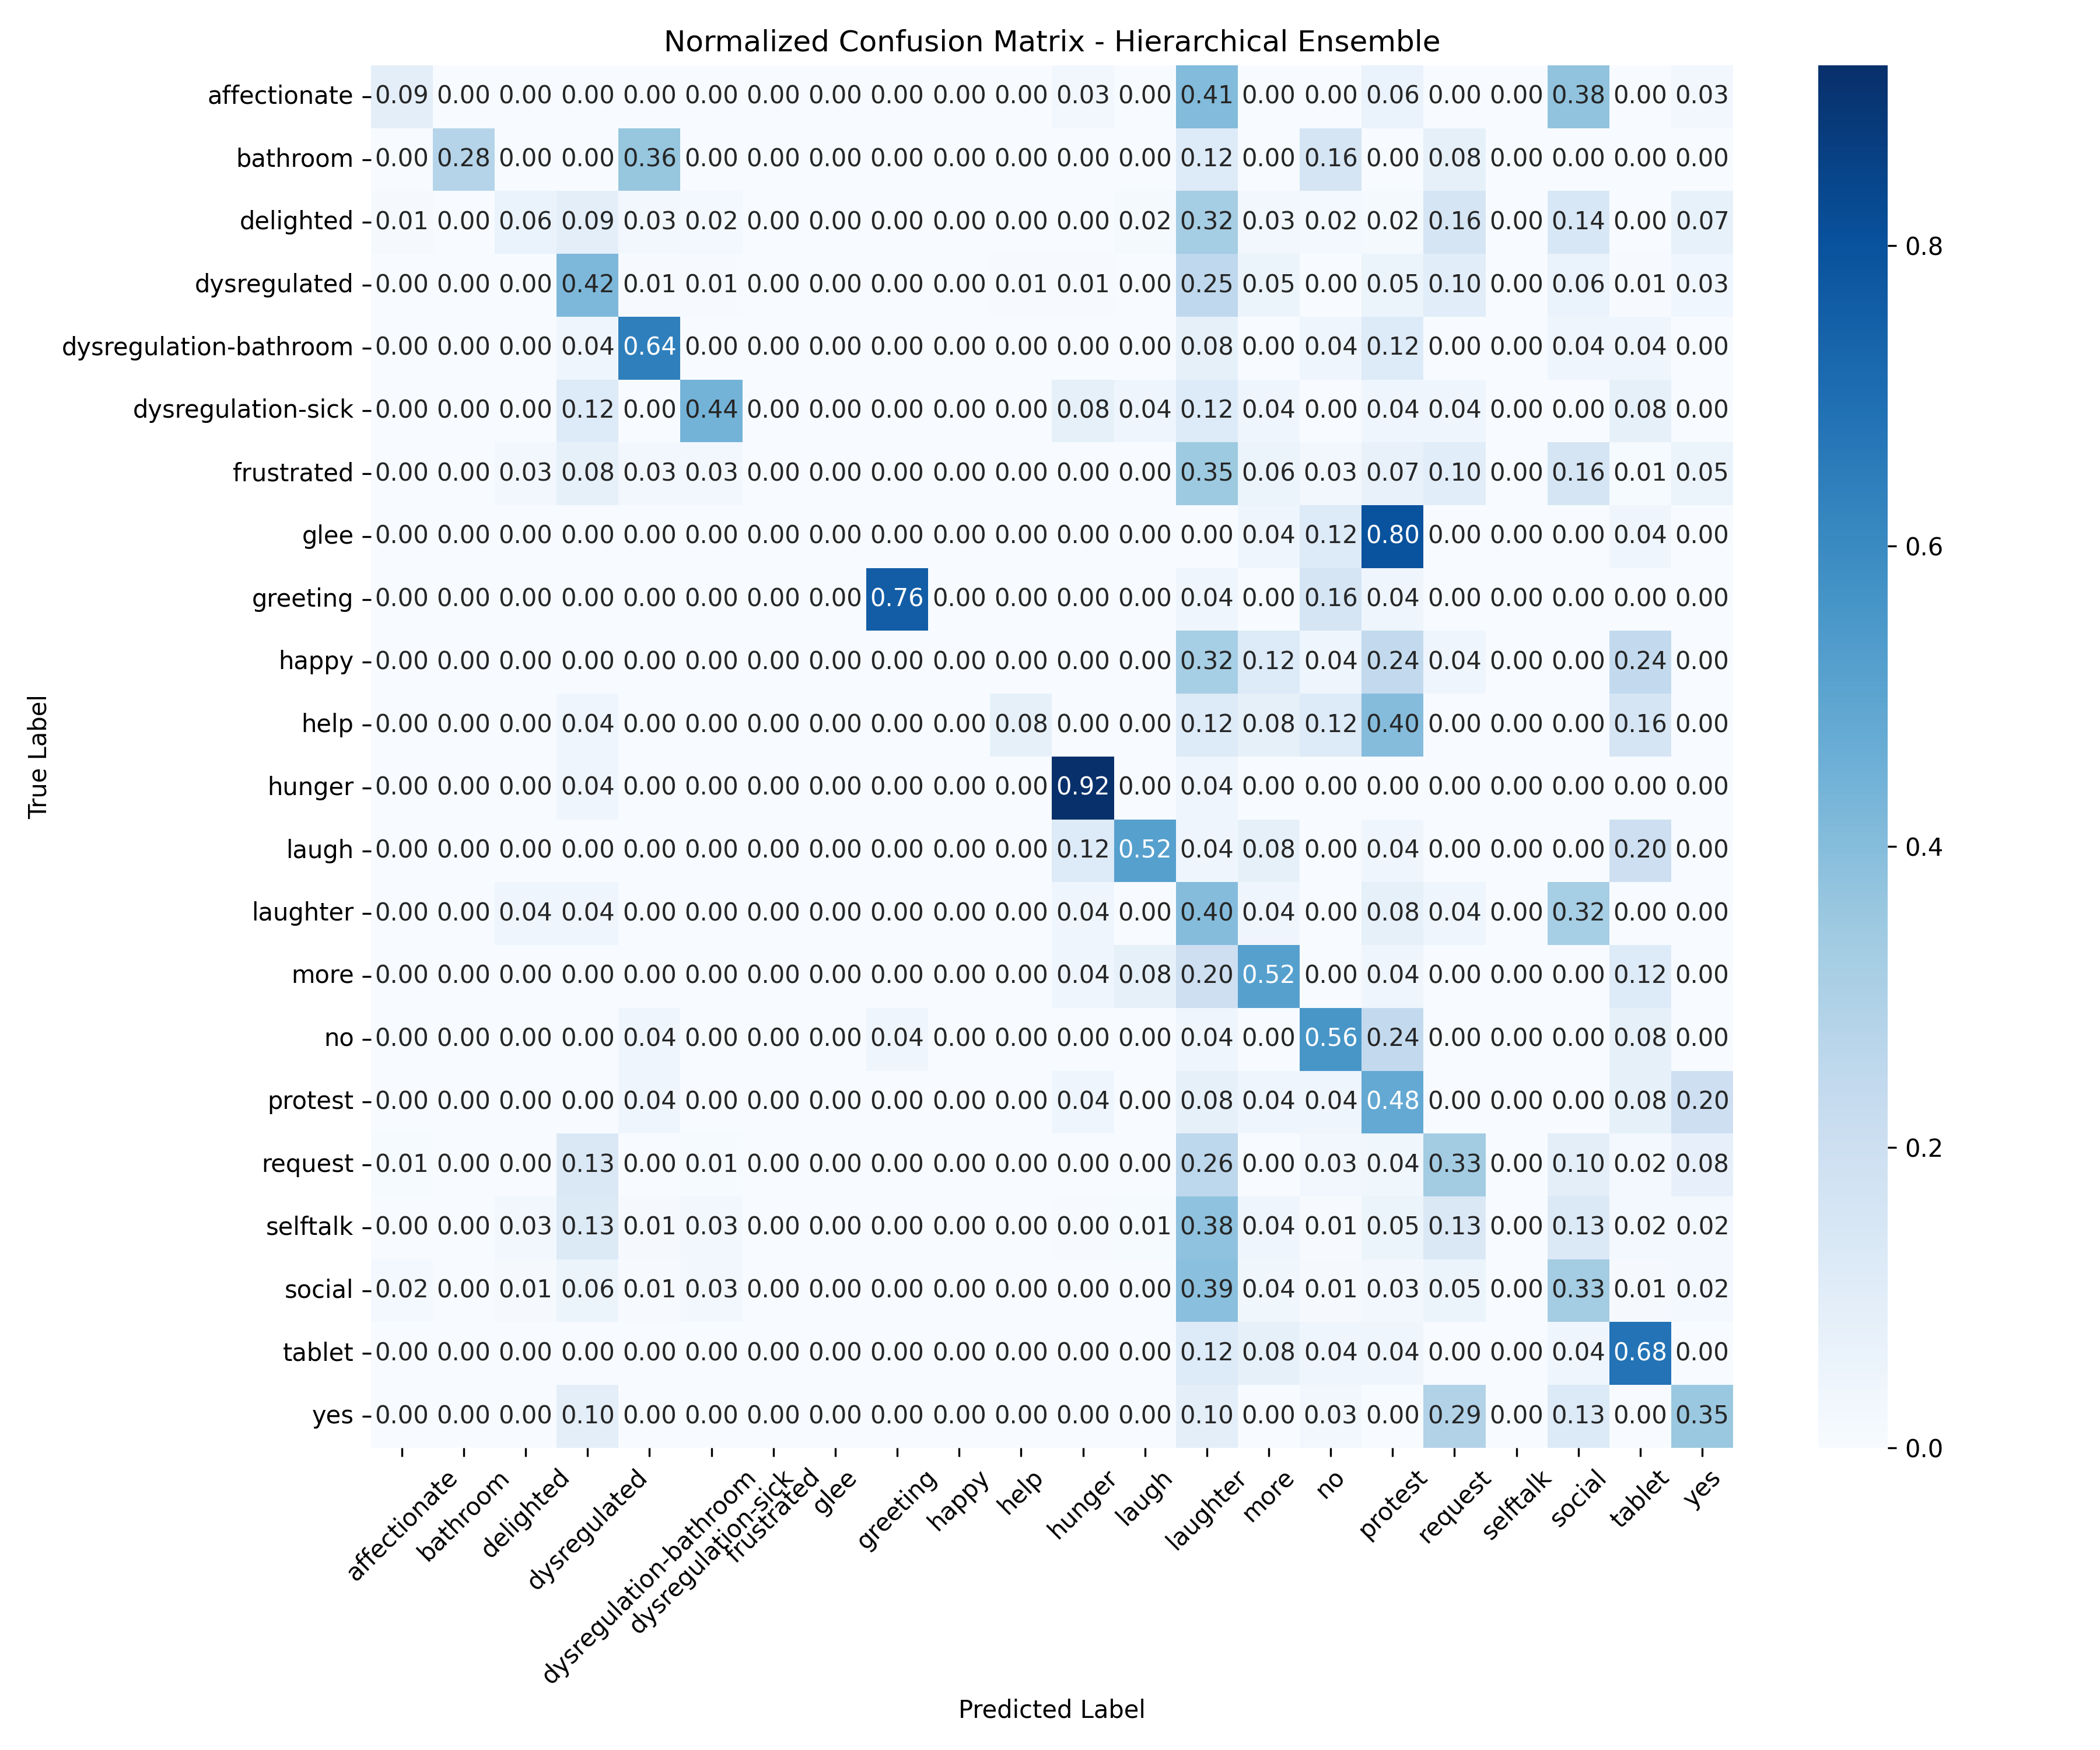 Normalized Confusion Matrix - Hierarchical Ensemble
affectionate 0.09 0.00 0.00 0.00 0.00 0.00 0.00 0.00 0.00 0.00 0.00 0.03 0.00 0.41 0.00 0.00 0.06 0.00 0.00 0.38 0.00 0.03
bathroom 0.00 0.28 0.00 0.00 0.36 0.00 0.00 0.00 0.00 0.00 0.00 0.00 0.00 0.12 0.00 0.16 0.00 0.08 0.00 0.00 0.00 0.00
delighted 0.01 0.00 0.06 0.09 0.03 0.02 0.00 0.00 0.00 0.00 0.00 0.00 0.02 0.32 0.03 0.02 0.02 0.16 0.00 0.14 0.00 0.07
dysregulated 0.00 0.00 0.00 0.42 0.01 0.01 0.00 0.00 0.00 0.00 0.01 0.01 0.00 0.25 0.05 0.00 0.05 0.10 0.00 0.06 0.01 0.03
dysregulation-bathroom 0.00 0.00 0.00 0.04 0.64 0.00 0.00 0.00 0.00 0.00 0.00 0.00 0.00 0.08 0.00 0.04 0.12 0.00 0.00 0.04 0.04 0.00
dysregulation-sick 0.00 0.00 0.00 0.12 0.00 0.44 0.00 0.00 0.00 0.00 0.00 0.08 0.04 0.12 0.04 0.00 0.04 0.04 0.00 0.00 0.08 0.00
frustrated 0.00 0.00 0.03 0.08 0.03 0.03 0.00 0.00 0.00 0.00 0.00 0.00 0.00 0.35 0.06 0.03 0.07 0.10 0.00 0.16 0.01 0.05
glee 0.00 0.00 0.00 0.00 0.00 0.00 0.00 0.00 0.00 0.00 0.00 0.00 0.00 0.00 0.04 0.12 0.80 0.00 0.00 0.00 0.04 0.00
greeting 0.00 0.00 0.00 0.00 0.00 0.00 0.00 0.00 0.76 0.00 0.00 0.00 0.00 0.04 0.00 0.16 0.04 0.00 0.00 0.00 0.00 0.00
happy 0.00 0.00 0.00 0.00 0.00 0.00 0.00 0.00 0.00 0.00 0.00 0.00 0.00 0.32 0.12 0.04 0.24 0.04 0.00 0.00 0.24 0.00
help 0.00 0.00 0.00 0.04 0.00 0.00 0.00 0.00 0.00 0.00 0.08 0.00 0.00 0.12 0.08 0.12 0.40 0.00 0.00 0.00 0.16 0.00
hunger 0.00 0.00 0.00 0.04 0.00 0.00 0.00 0.00 0.00 0.00 0.00 0.92 0.00 0.04 0.00 0.00 0.00 0.00 0.00 0.00 0.00 0.00
laugh 0.00 0.00 0.00 0.00 0.00 0.00 0.00 0.00 0.00 0.00 0.00 0.12 0.52 0.04 0.08 0.00 0.04 0.00 0.00 0.00 0.20 0.00
laughter 0.00 0.00 0.04 0.04 0.00 0.00 0.00 0.00 0.00 0.00 0.00 0.04 0.00 0.40 0.04 0.00 0.08 0.04 0.00 0.32 0.00 0.00
more 0.00 0.00 0.00 0.00 0.00 0.00 0.00 0.00 0.00 0.00 0.00 0.04 0.08 0.20 0.52 0.00 0.04 0.00 0.00 0.00 0.12 0.00
no 0.00 0.00 0.00 0.00 0.04 0.00 0.00 0.00 0.04 0.00 0.00 0.00 0.00 0.04 0.00 0.56 0.24 0.00 0.00 0.00 0.08 0.00
protest 0.00 0.00 0.00 0.00 0.04 0.00 0.00 0.00 0.00 0.00 0.00 0.04 0.00 0.08 0.04 0.04 0.48 0.00 0.00 0.00 0.08 0.20
request 0.01 0.00 0.00 0.13 0.00 0.01 0.00 0.00 0.00 0.00 0.00 0.00 0.00 0.26 0.00 0.03 0.04 0.33 0.00 0.10 0.02 0.08
selftalk 0.00 0.00 0.03 0.13 0.01 0.03 0.00 0.00 0.00 0.00 0.00 0.00 0.01 0.38 0.04 0.01 0.05 0.13 0.00 0.13 0.02 0.02
social 0.02 0.00 0.01 0.06 0.01 0.03 0.00 0.00 0.00 0.00 0.00 0.00 0.00 0.39 0.04 0.01 0.03 0.05 0.00 0.33 0.01 0.02
tablet 0.00 0.00 0.00 0.00 0.00 0.00 0.00 0.00 0.00 0.00 0.00 0.00 0.00 0.12 0.08 0.04 0.04 0.00 0.00 0.04 0.68 0.00
yes 0.00 0.00 0.00 0.10 0.00 0.00 0.00 0.00 0.00 0.00 0.00 0.00 0.00 0.10 0.00 0.03 0.00 0.29 0.00 0.13 0.00 0.35
affectionate bathroom delighted dysregulated dysregulation-bathroom dysregulation-sick frustrated glee greeting happy help hunger laugh laughter more no protest request selftalk social tablet yes
Predicted Label
True Label
0.8
0.6
0.4
0.2
0.0